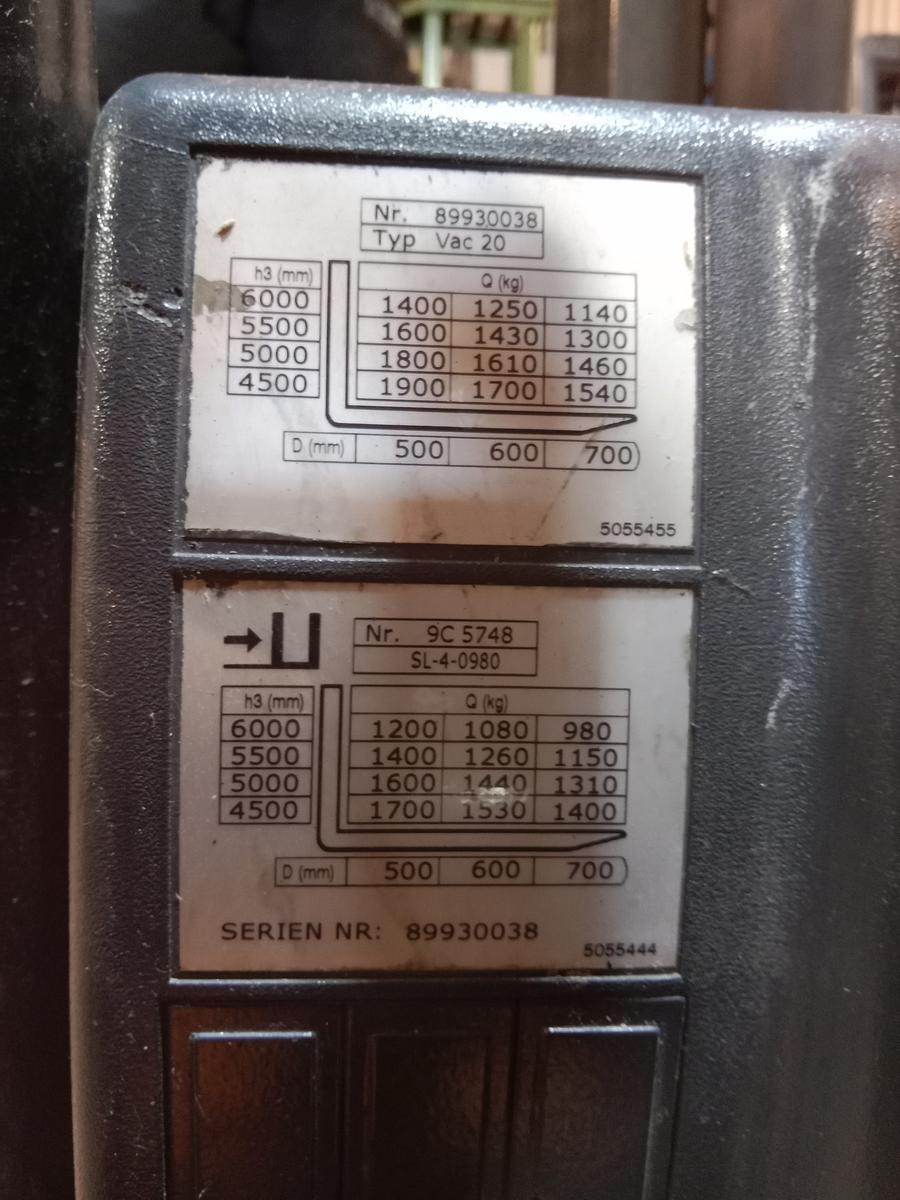 Nr. 89930038
Typ Vac 20
h3 (mm) Q (kg)
6000 1400 1250 1140
5500 1600 1430 1300
5000 1800 1610 1460
4500 1900 1700 1540
D (mm) 500 600 700
5055455
Nr. 9C 5748
SL-4-0980
h3 (mm) Q (kg)
6000 1200 1080 980
5500 1400 1260 1150
5000 1600 1440 1310
4500 1700 1530 1400
D (mm) 500 600 700
SERIEN NR: 89930038
5055444